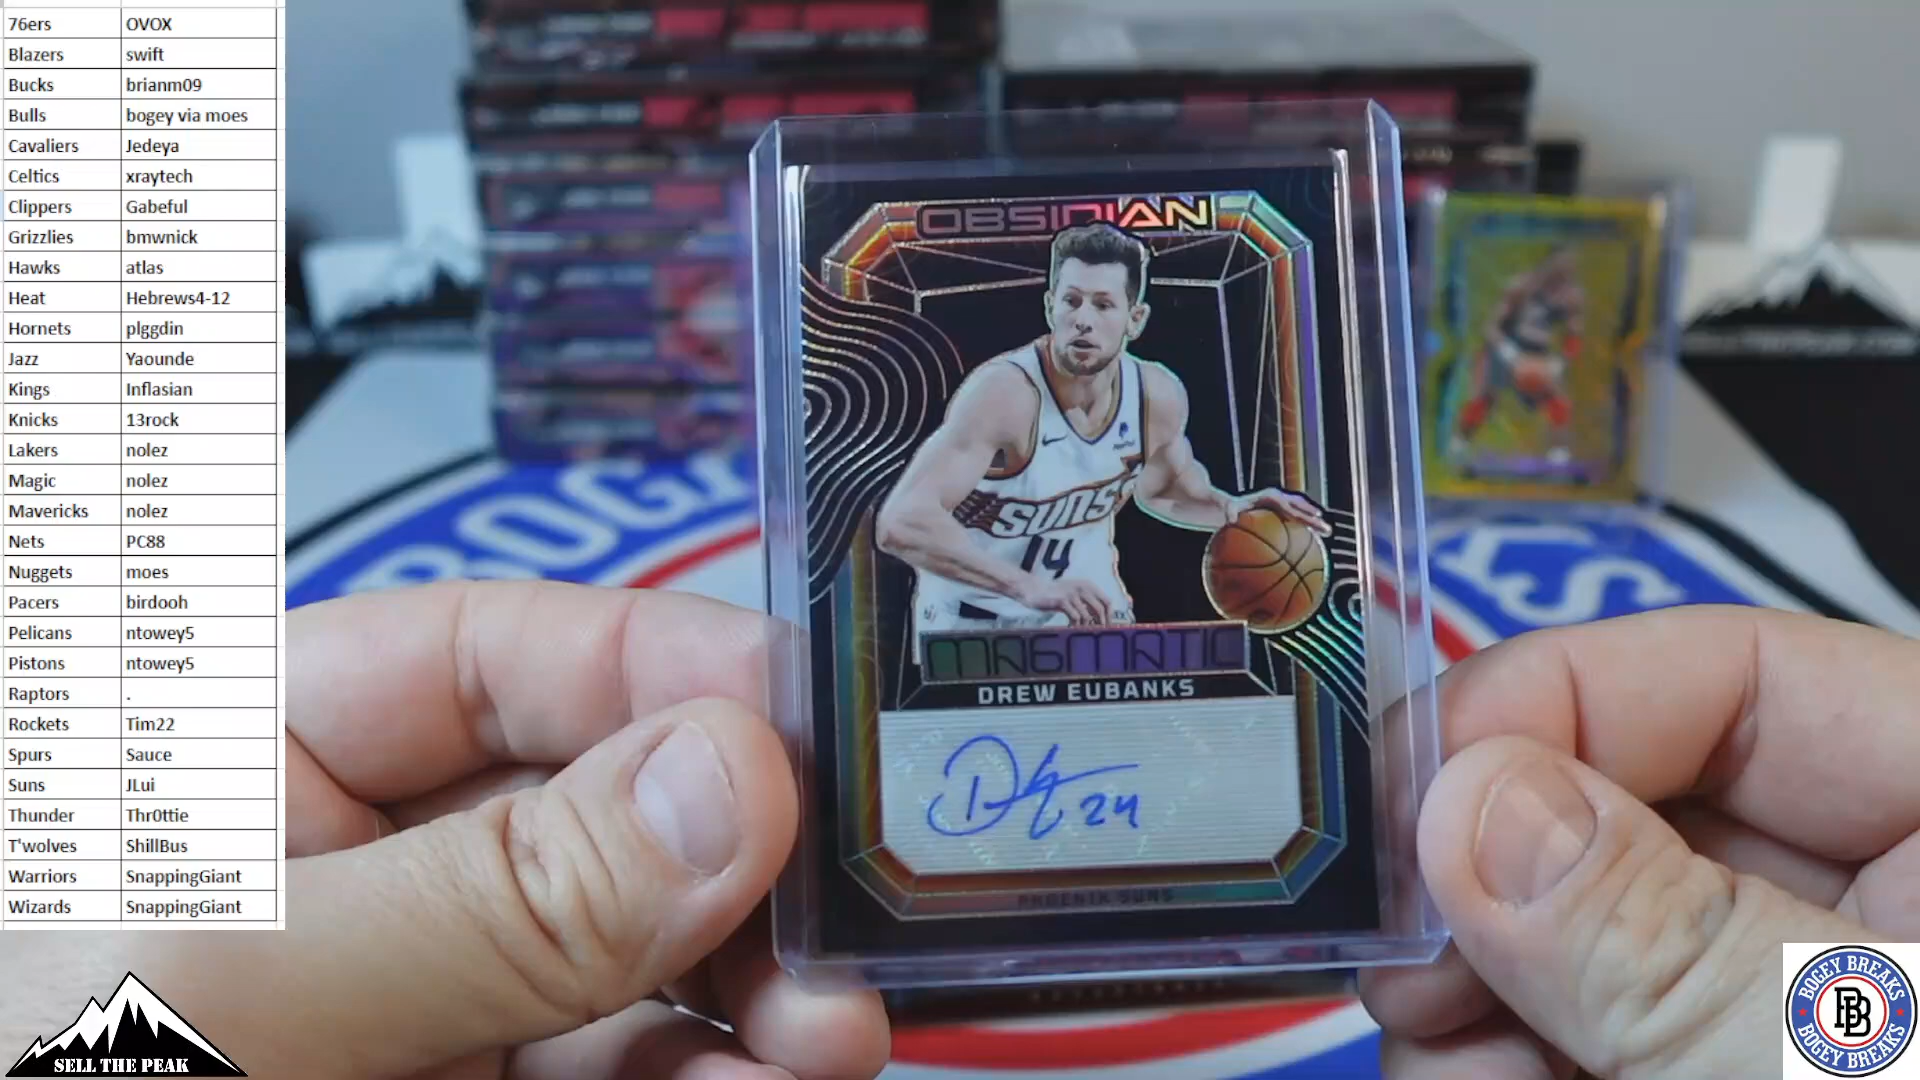 76ers OVOX
Blazers swift
Bucks brianm09
Bulls bogey via moes
Cavaliers Jedeya
Celtics xraytech
Clippers Gabeful
Grizzlies bmwnick
Hawks atlas
Heat Hebrews4-12
Hornets plggdin
Jazz Yaounde
Kings Inflasian
Knicks 13rock
Lakers nolez
Magic nolez
Mavericks nolez
Nets PC88
Nuggets moes
Pacers birdooh
Pelicans ntowey5
Pistons ntowey5
Raptors .
Rockets Tim22
Spurs Sauce
Suns JLui
Thunder Thr0ttie
T'wolves ShillBus
Warriors SnappingGiant
Wizards SnappingGiant
OBSIDIAN
SUNS
14
MAGMATIC
DREW EUBANKS
24
PHOENIX SUNS
SELL THE PEAK
BOGEY BREAKS
BB
BOGEY BREAKS